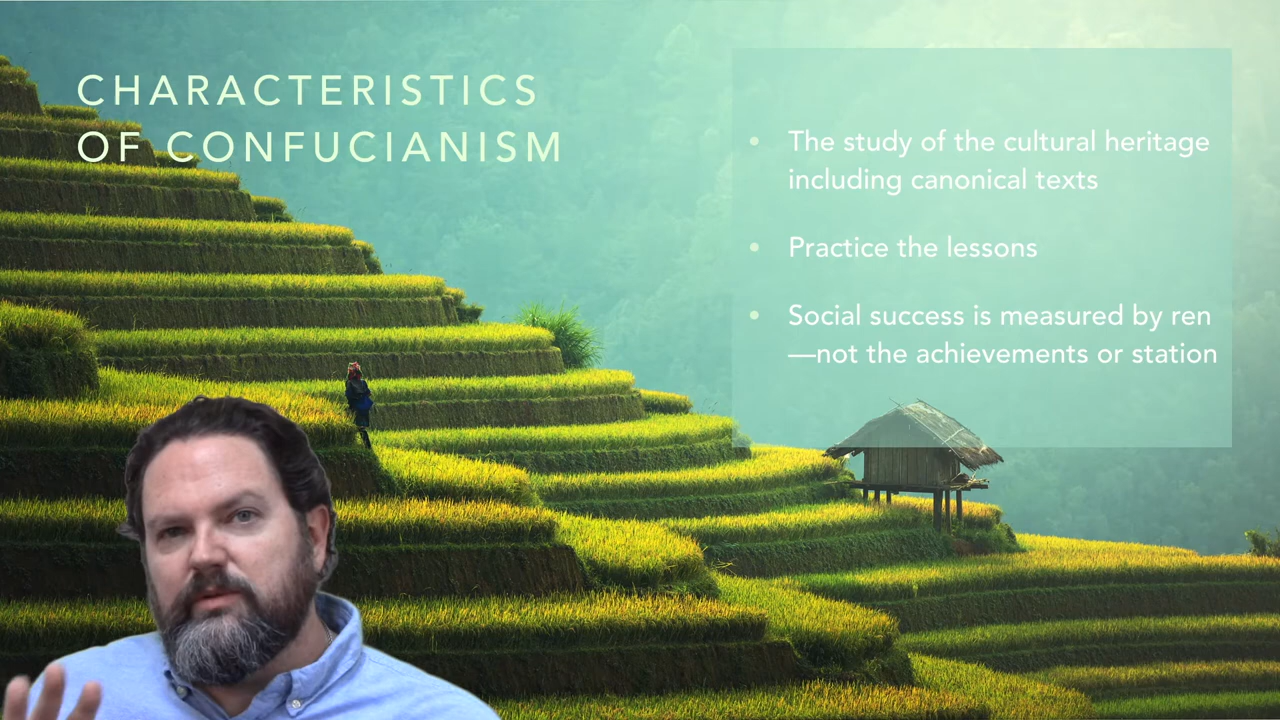 CHARACTERISTICS
OF CONFUCIANISM
• The study of the cultural heritage
including canonical texts
• Practice the lessons
• Social success is measured by ren
—not the achievements or station